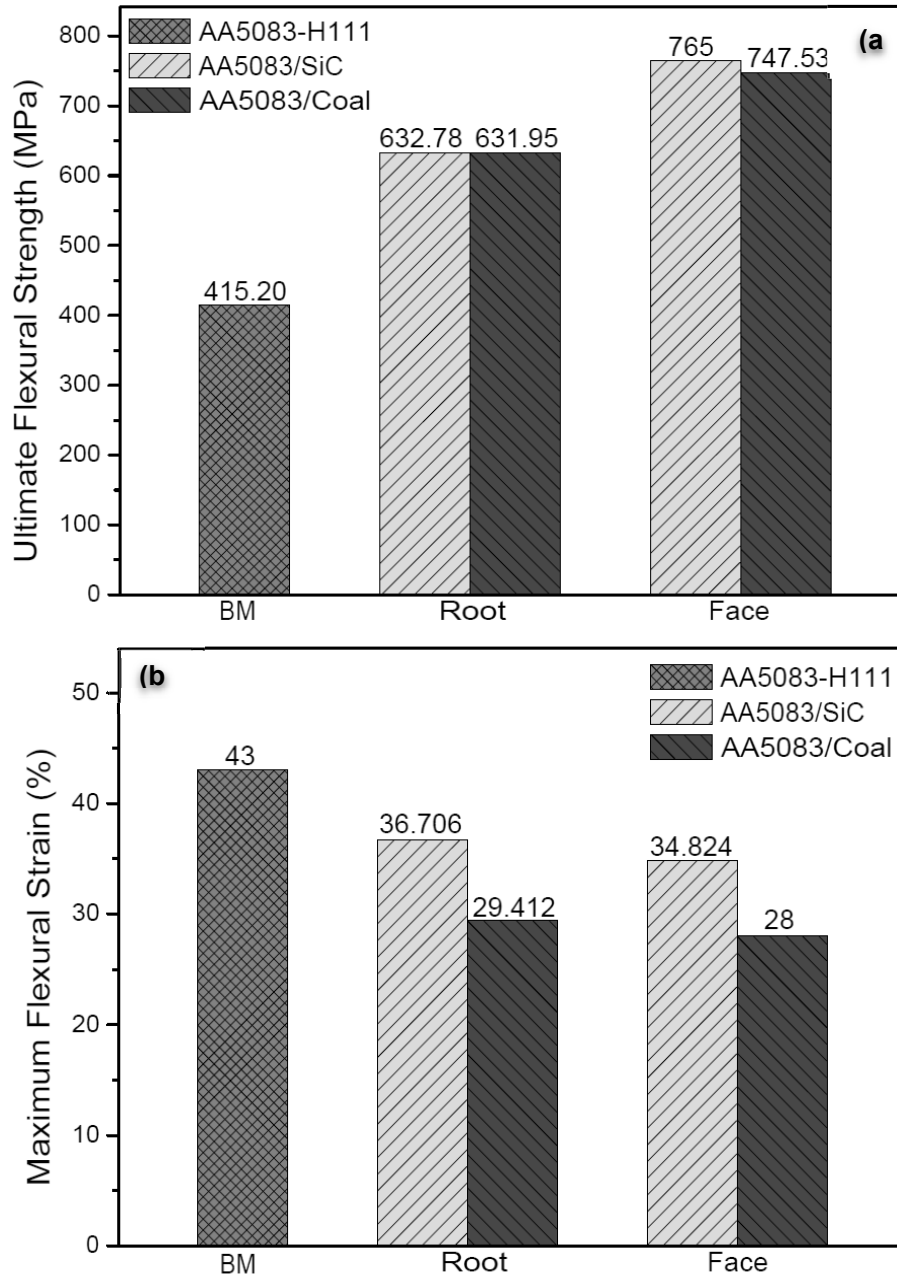 (a
AA5083-H111
AA5083/SiC
AA5083/Coal
Ultimate Flexural Strength (MPa)
800
700
600
500
400
300
200
100
0
415.20
632.78
631.95
765
747.53
BM
Root
Face
(b
AA5083-H111
AA5083/SiC
AA5083/Coal
Maximum Flexural Strain (%)
50
40
30
20
10
0
43
36.706
29.412
34.824
28
BM
Root
Face